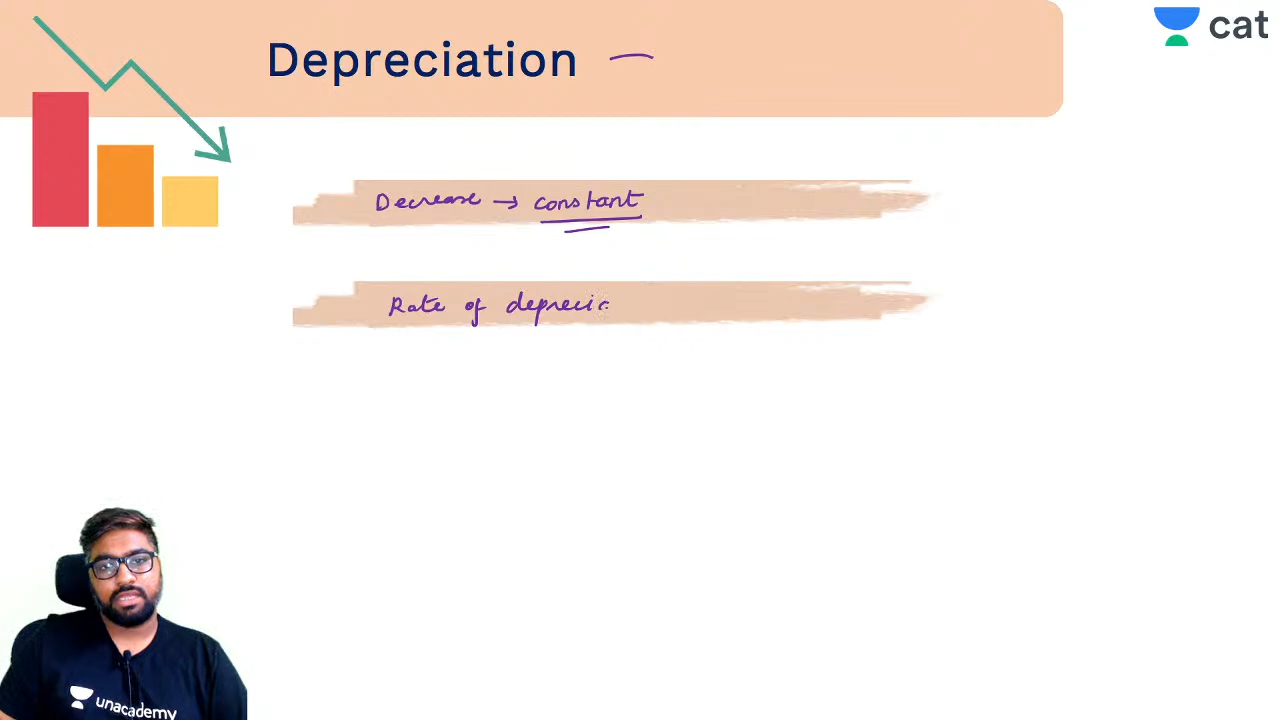 Depreciation
cat
Decrease → constant
Rate of deprecia
unacademy